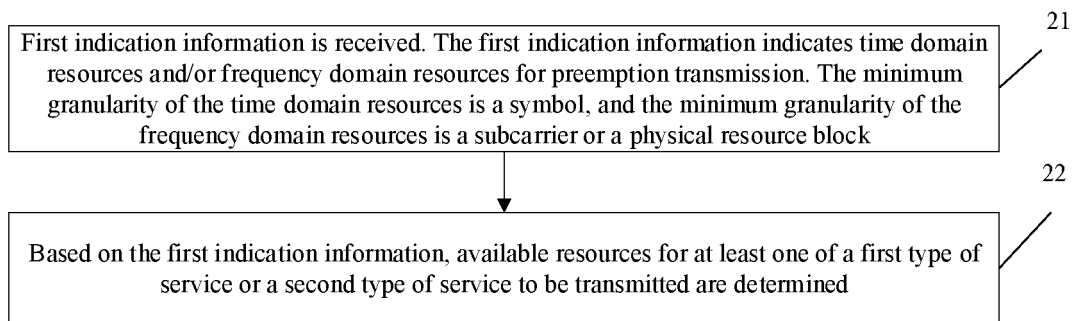 21
First indication information is received. The first indication information indicates time domain
resources and/or frequency domain resources for preemption transmission. The minimum
granularity of the time domain resources is a symbol, and the minimum granularity of the
frequency domain resources is a subcarrier or a physical resource block
22
Based on the first indication information, available resources for at least one of a first type of
service or a second type of service to be transmitted are determined